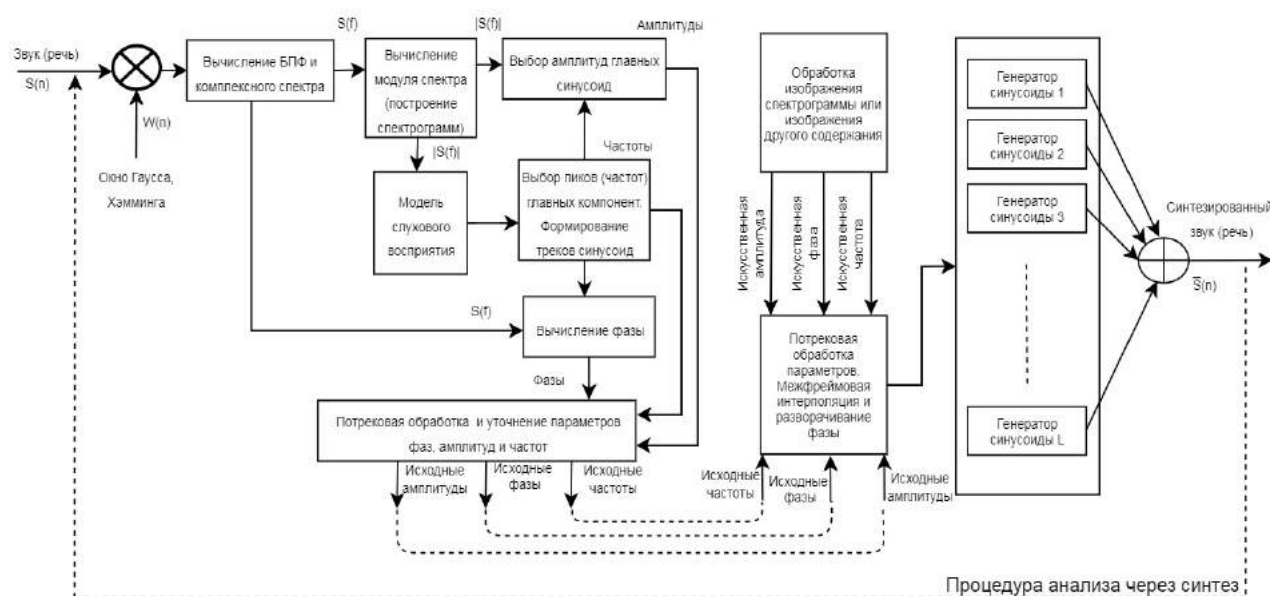 Звук (речь)
S(n)
W(n)
Окно Гаусса,
Хэмминга
Вычисление БПФ и
комплексного спектра
S(f)
Вычисление
модуля спектра
(построение
спектрограмм)
|S(f)|
Амплитуды
Выбор амплитуд главных
синусоид
|S(f)|
Частоты
Модель
слухового
восприятия
Выбор пиков (частот)
главных компонент.
Формирование
треков синусоид
S(f)
Вычисление фазы
Фазы
Потрековая обработка и уточнение параметров
фаз, амплитуд и частот
Исходные
амплитуды
Исходные
фазы
Исходные
частоты
Обработка
изображения
спектрограммы или
изображения
другого содержания
Искусственная
амплитуда
Искусственная
фаза
Искусственная
частота
Потрековая
обработка
параметров.
Межфреймовая
интерполяция и
разворачивание
фазы
Исходные
частоты
Исходные
фазы
Исходные
амплитуды
Генератор
синусоиды 1
Генератор
синусоиды 2
Генератор
синусоиды 3
Генератор
синусоиды L
Синтезированный
звук (речь)
S̅(n)
Процедура анализа через синтез